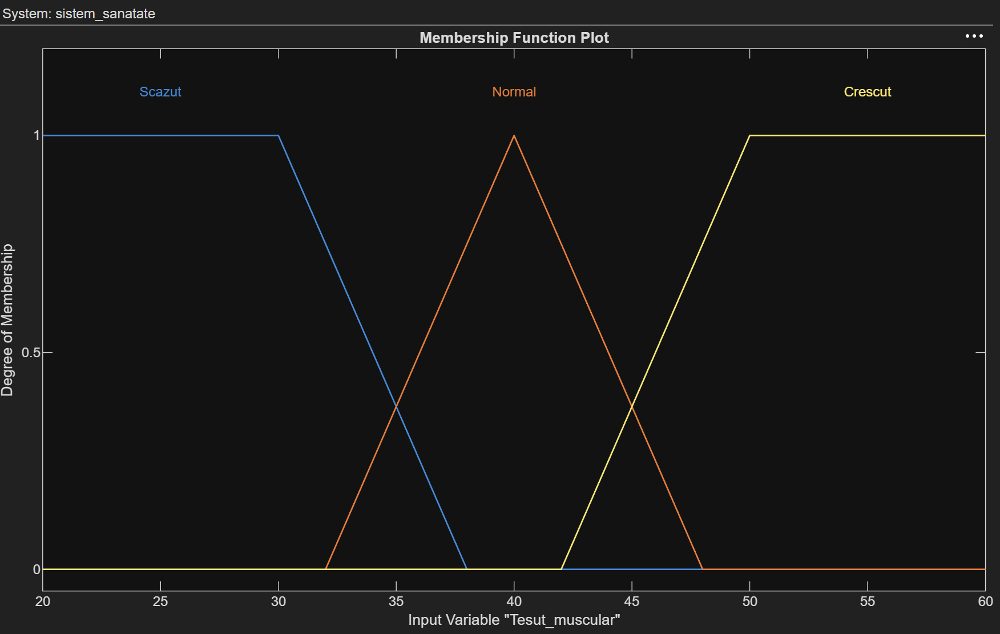 System: sistem_sanatate
Membership Function Plot
Scazut Normal Crescut
1
0.5
0
Degree of Membership
20 25 30 35 40 45 50 55 60
Input Variable "Tesut_muscular"